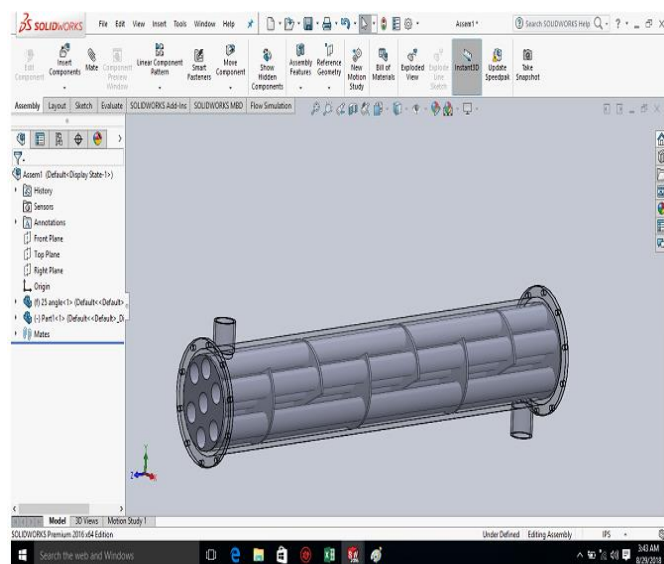 SOLIDWORKS File Edit View Insert Tools Window Help Assem1 * Search SOLIDWORKS Help
Edit Component
Insert Components
Mate
Component Preview Window
Linear Component Pattern
Smart Fasteners
Move Component
Show Hidden Components
Assembly Features
Reference Geometry
New Motion Study
Bill of Materials
Exploded View
Explode Line Sketch
Instant3D
Update Speedpak
Take Snapshot
Assembly Layout Sketch Evaluate SOLIDWORKS Add-Ins SOLIDWORKS MBD Flow Simulation
Assem1 (Default<Display State-1>)
History
Sensors
Annotations
Front Plane
Top Plane
Right Plane
Origin
(f) 25 angle<1> (Default<<Default>
(-) Part1<1> (Default<<Default>_Di
Mates
Y
Z
Model 3D Views Motion Study 1
SOLIDWORKS Premium 2016 x64 Edition Under Defined Editing Assembly IPS
Search the web and Windows
3:43 AM
8/29/2018